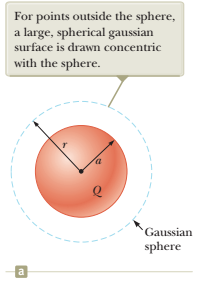 For points outside the sphere,
a large, spherical gaussian
surface is drawn concentric
with the sphere.
r
a
Q
Gaussian
sphere
a